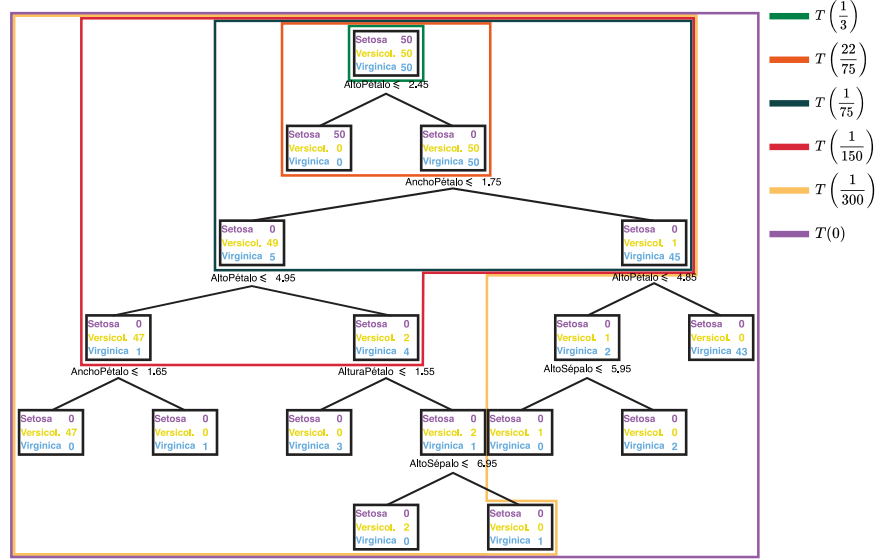 Setosa 50
Versicol. 50
Virginica 50
AltoPétalo ⩽ 2.45
Setosa 50
Versicol. 0
Virginica 0
Setosa 0
Versicol. 50
Virginica 50
AnchoPétalo ⩽ 1.75
Setosa 0
Versicol. 49
Virginica 5
Setosa 0
Versicol. 1
Virginica 45
AltoPétalo ⩽ 4.95
AltoPétalo ⩽ 4.85
Setosa 0
Versicol. 47
Virginica 1
Setosa 0
Versicol. 2
Virginica 4
Setosa 0
Versicol. 1
Virginica 2
Setosa 0
Versicol. 0
Virginica 43
AnchoPétalo ⩽ 1.65
AlturaPétalo ⩽ 1.55
AltoSépalo ⩽ 5.95
Setosa 0
Versicol. 47
Virginica 0
Setosa 0
Versicol. 0
Virginica 1
Setosa 0
Versicol. 0
Virginica 3
Setosa 0
Versicol. 2
Virginica 1
Setosa 0
Versicol. 1
Virginica 0
Setosa 0
Versicol. 0
Virginica 2
AltoSépalo ⩽ 6.95
Setosa 0
Versicol. 2
Virginica 0
Setosa 0
Versicol. 0
Virginica 1
T(1/3)
T(22/75)
T(1/75)
T(1/150)
T(1/300)
T(0)